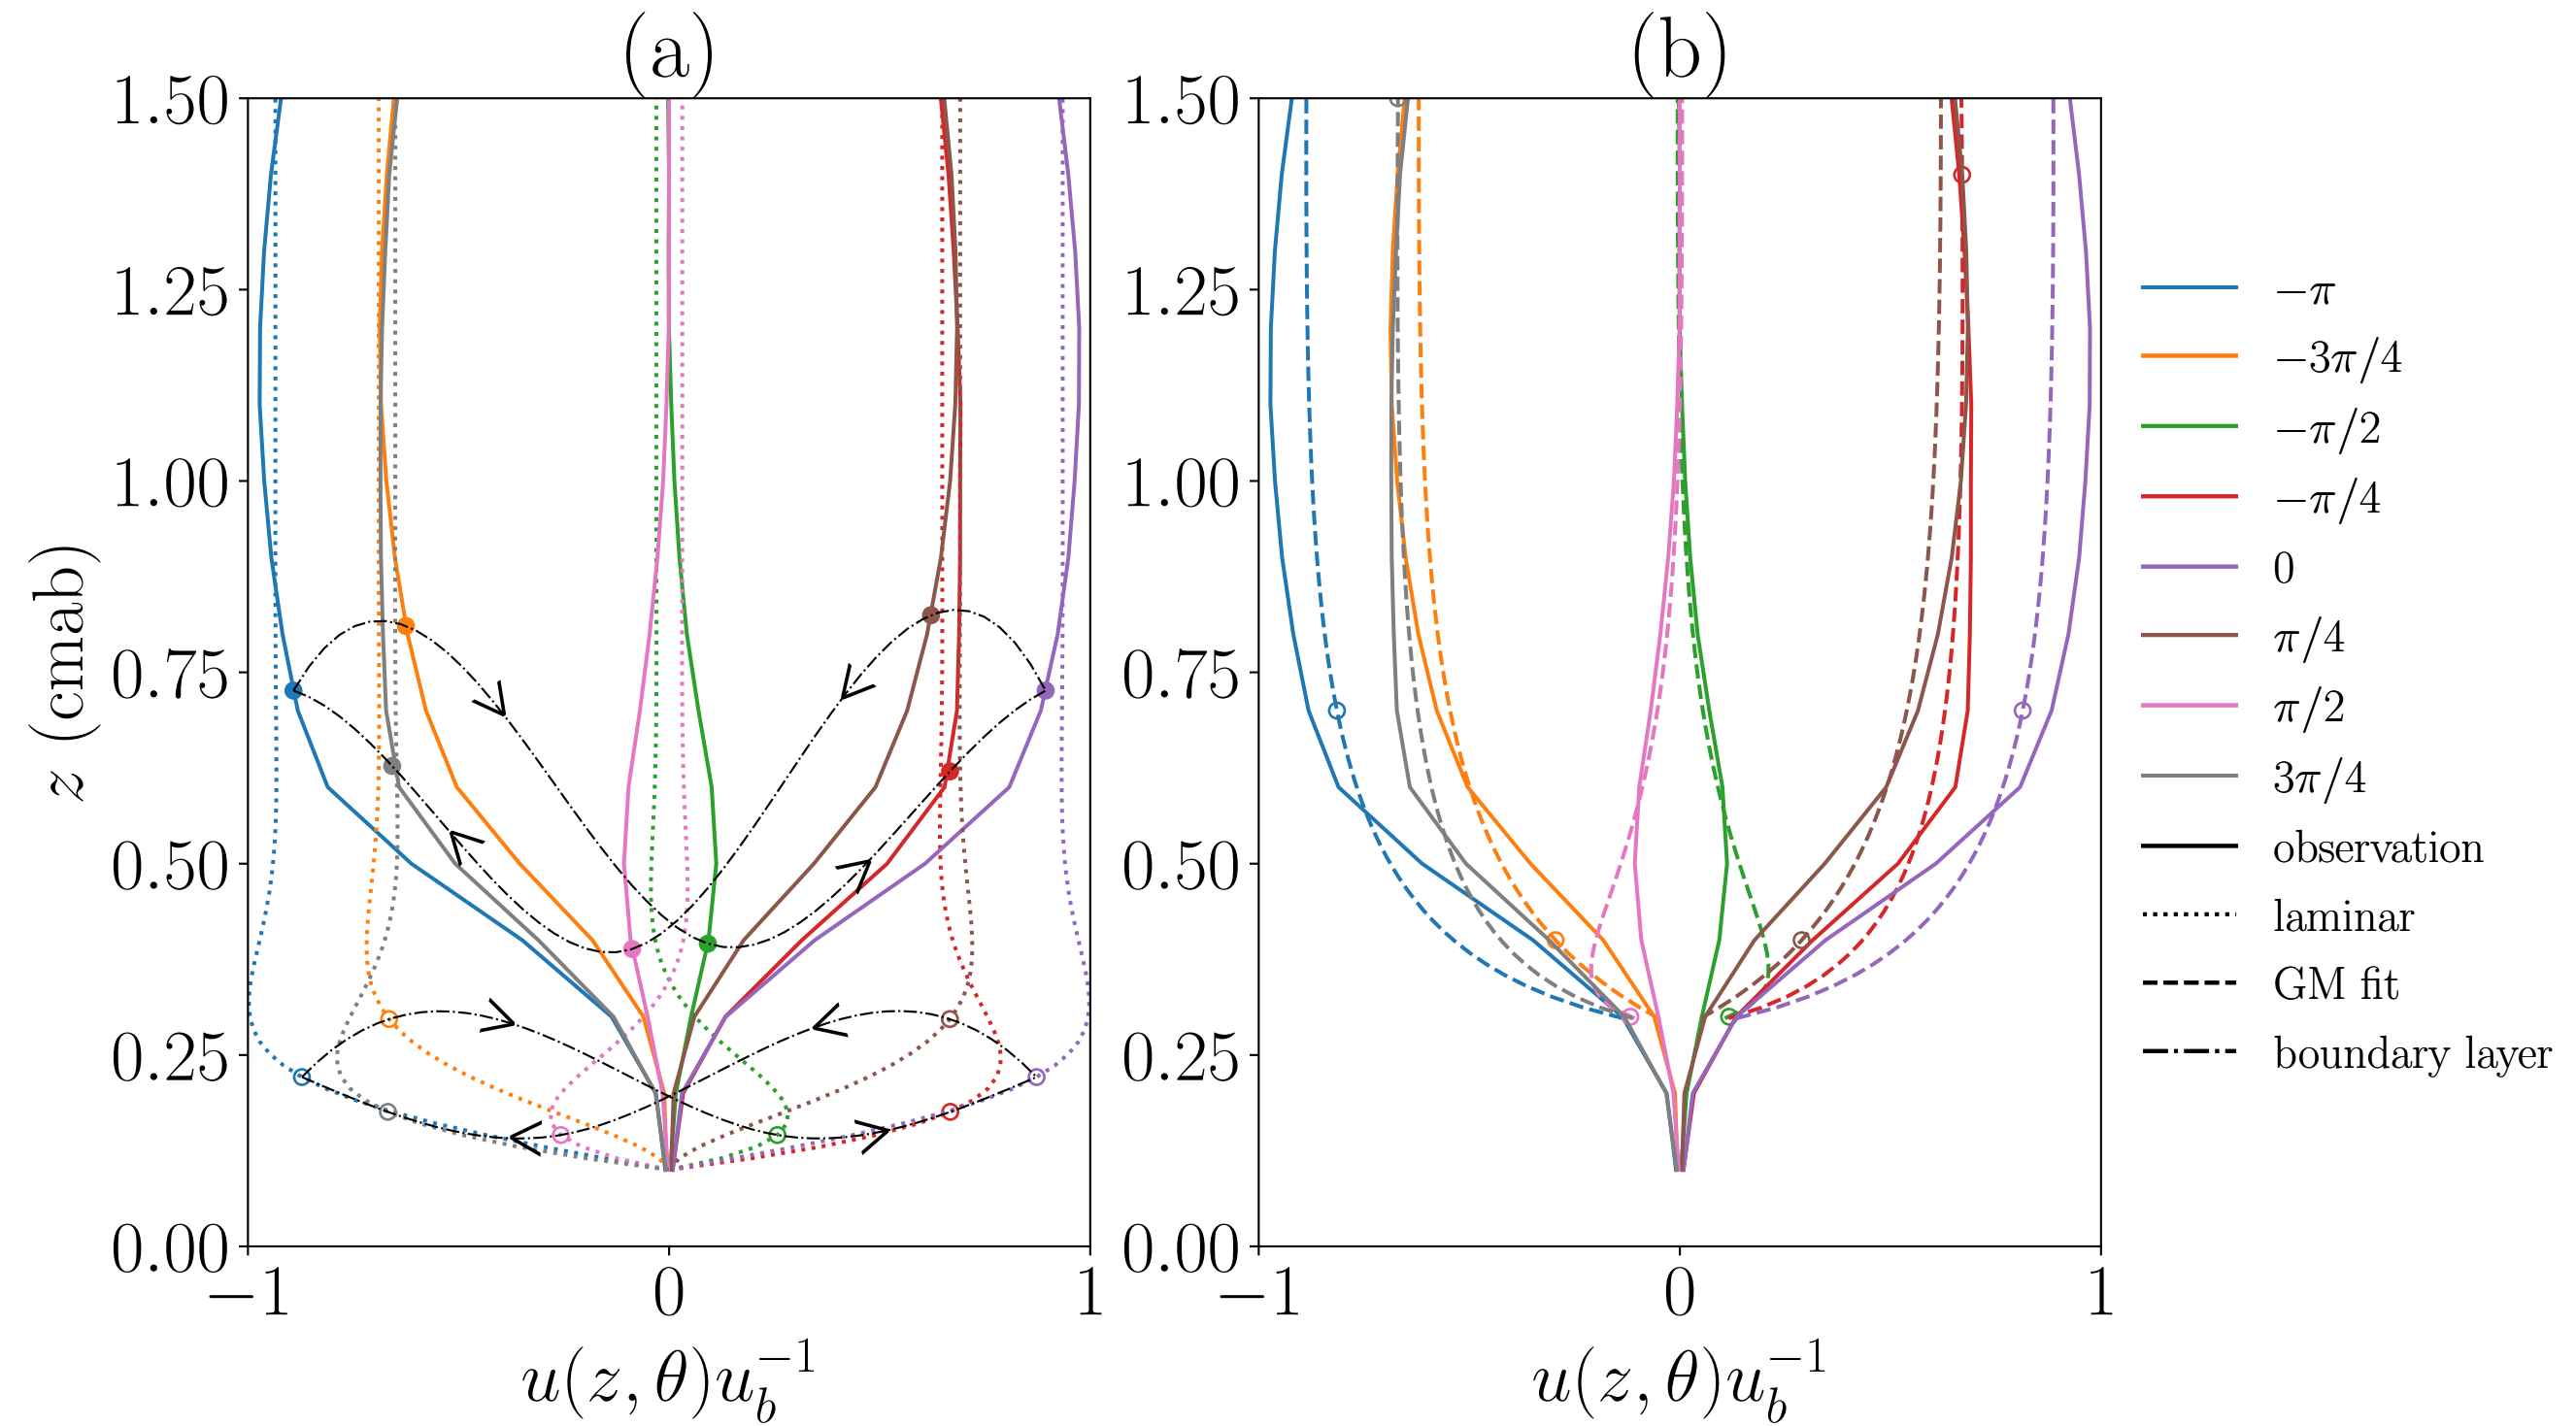 (a)
(b)
1.50
1.25
1.00
0.75
0.50
0.25
0.00
z (cmab)
−1
0
1
u(z, θ)u_b^{−1}
1.50
1.25
1.00
0.75
0.50
0.25
0.00
−1
0
1
u(z, θ)u_b^{−1}
−π
−3π/4
−π/2
−π/4
0
π/4
π/2
3π/4
observation
laminar
GM fit
boundary layer